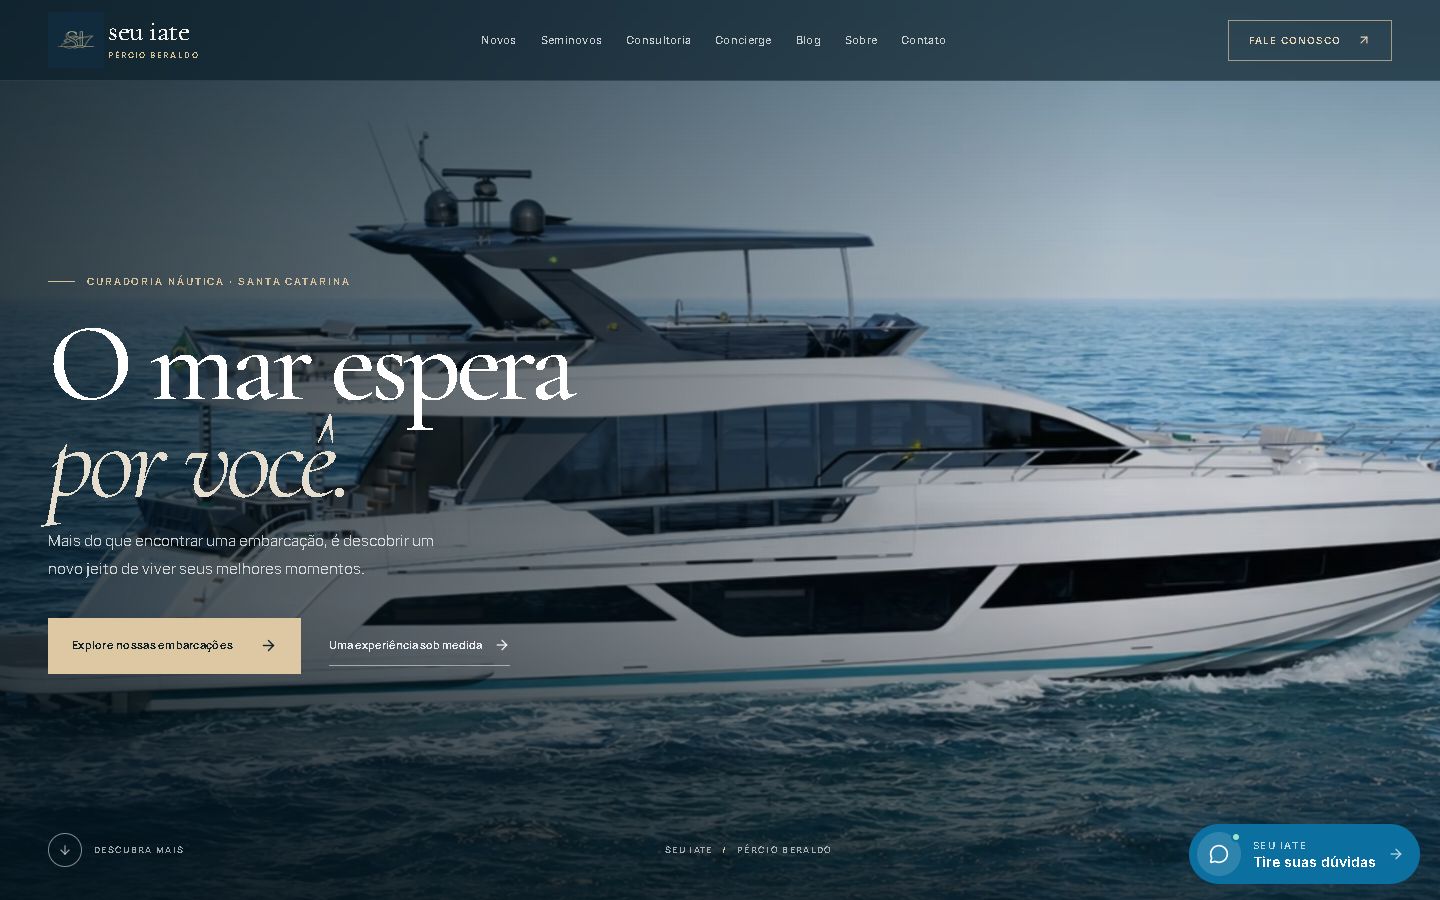 seu iate
PÉRCIO BERALDO
Novos
Seminovos
Consultoria
Concierge
Blog
Sobre
Contato
FALE CONOSCO
CURADORIA NÁUTICA · SANTA CATARINA
O mar espera
por você.
Mais do que encontrar uma embarcação, é descobrir um
novo jeito de viver seus melhores momentos.
Explore nossas embarcações
Uma experiência sob medida
DESCUBRA MAIS
SEU IATE / PÉRCIO BERALDO
SEU IATE
Tire suas dúvidas